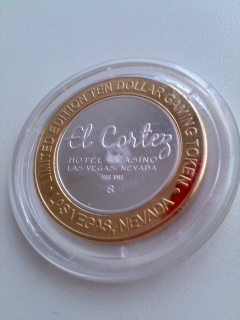 LIMITED EDITION TEN DOLLAR GAMING TOKEN
El Cortez
HOTEL & CASINO
LAS VEGAS, NEVADA
S
LAS VEGAS, NEVADA